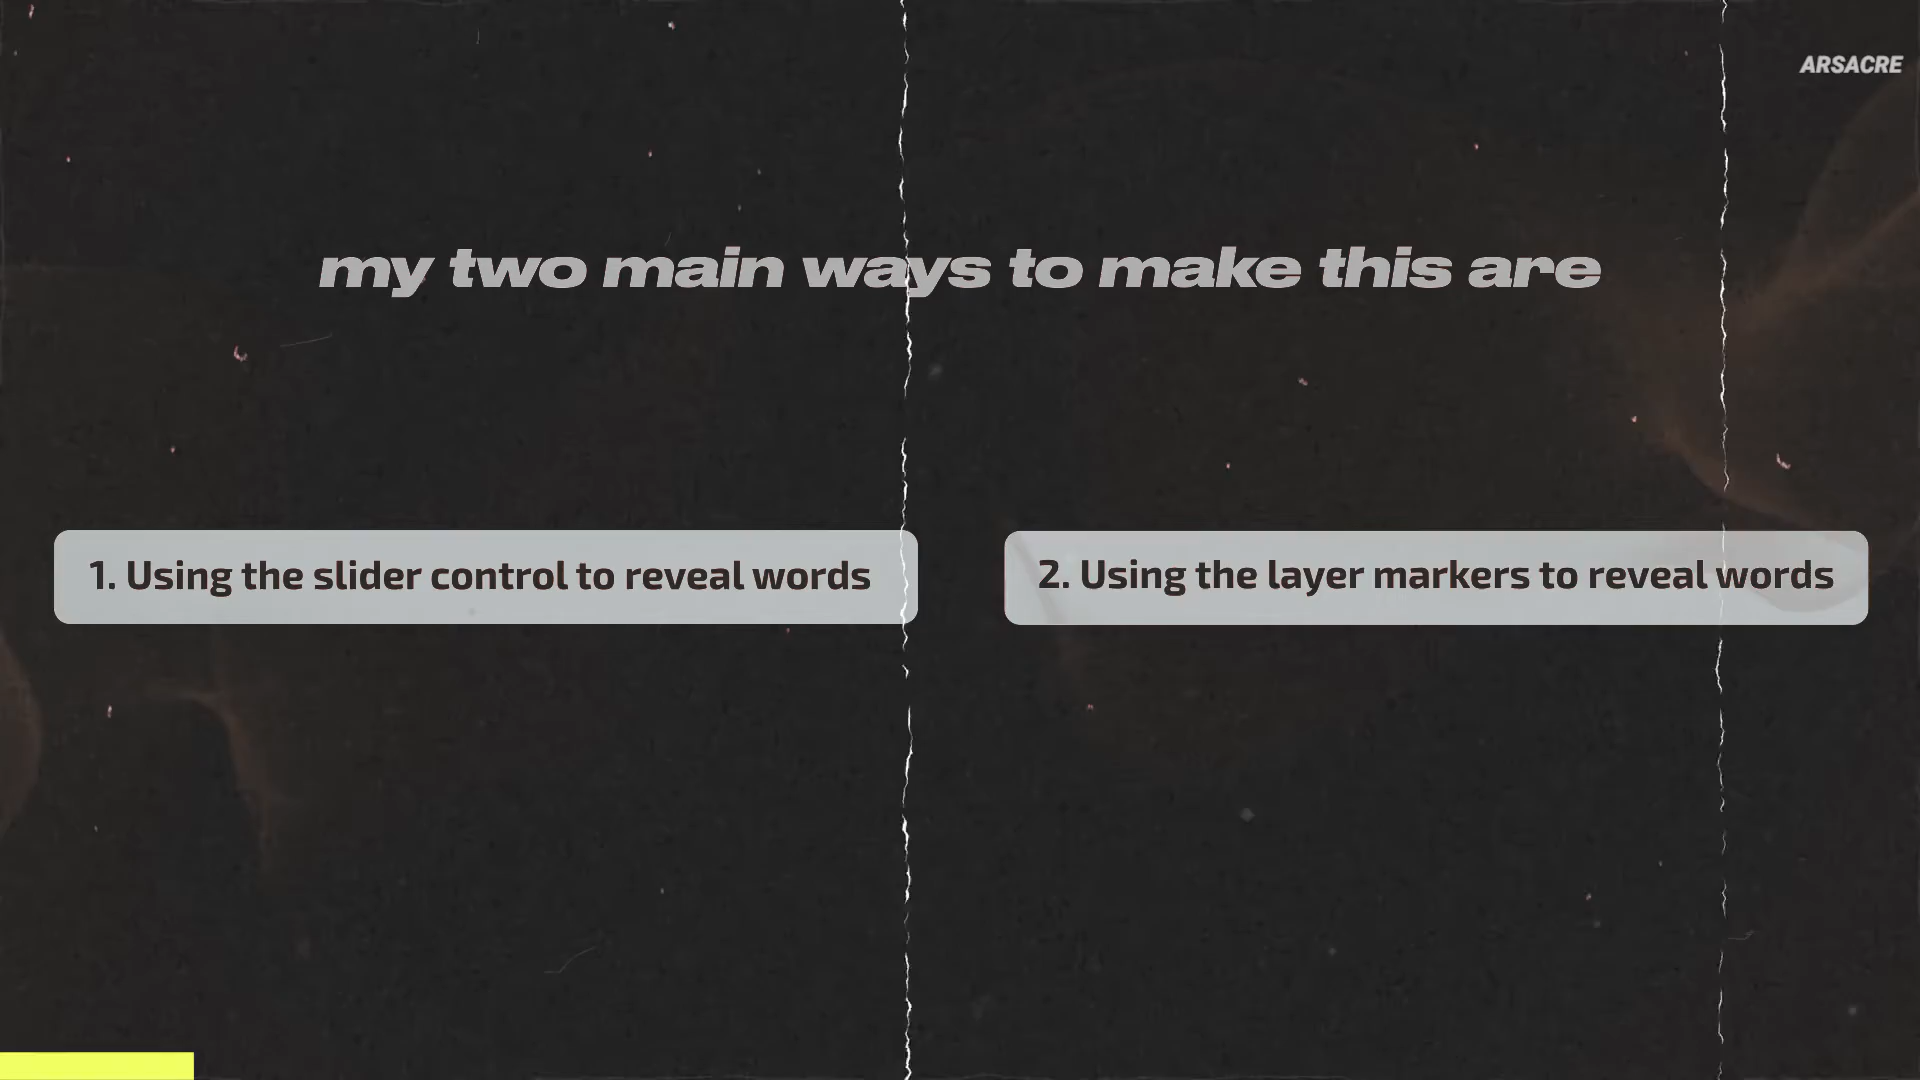 ARSACRE
my two main ways to make this are
1. Using the slider control to reveal words
2. Using the layer markers to reveal words